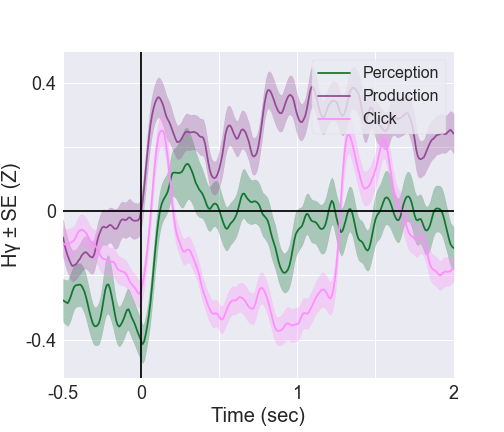 Perception
Production
Click
Hγ ± SE (Z)
0.4
0
-0.4
-0.5
0
1
2
Time (sec)